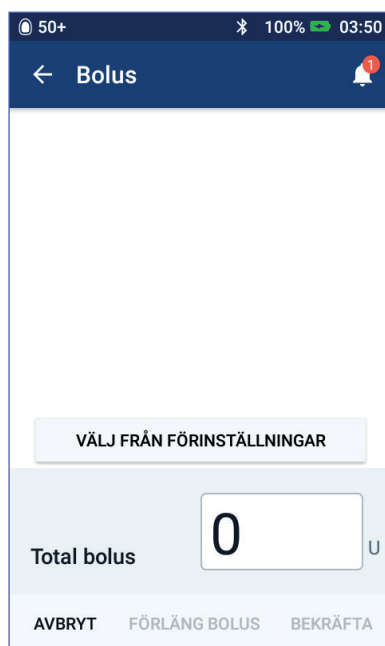 50+ 100% 03:50
Bolus 1
VÄLJ FRÅN FÖRINSTÄLLNINGAR
Total bolus 0 U
AVBRYT FÖRLÄNG BOLUS BEKRÄFTA